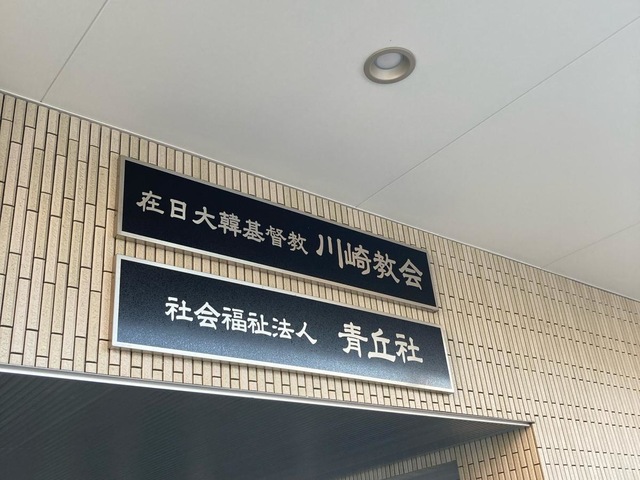 在日大韓基督教 川崎教会
社会福祉法人 青丘社